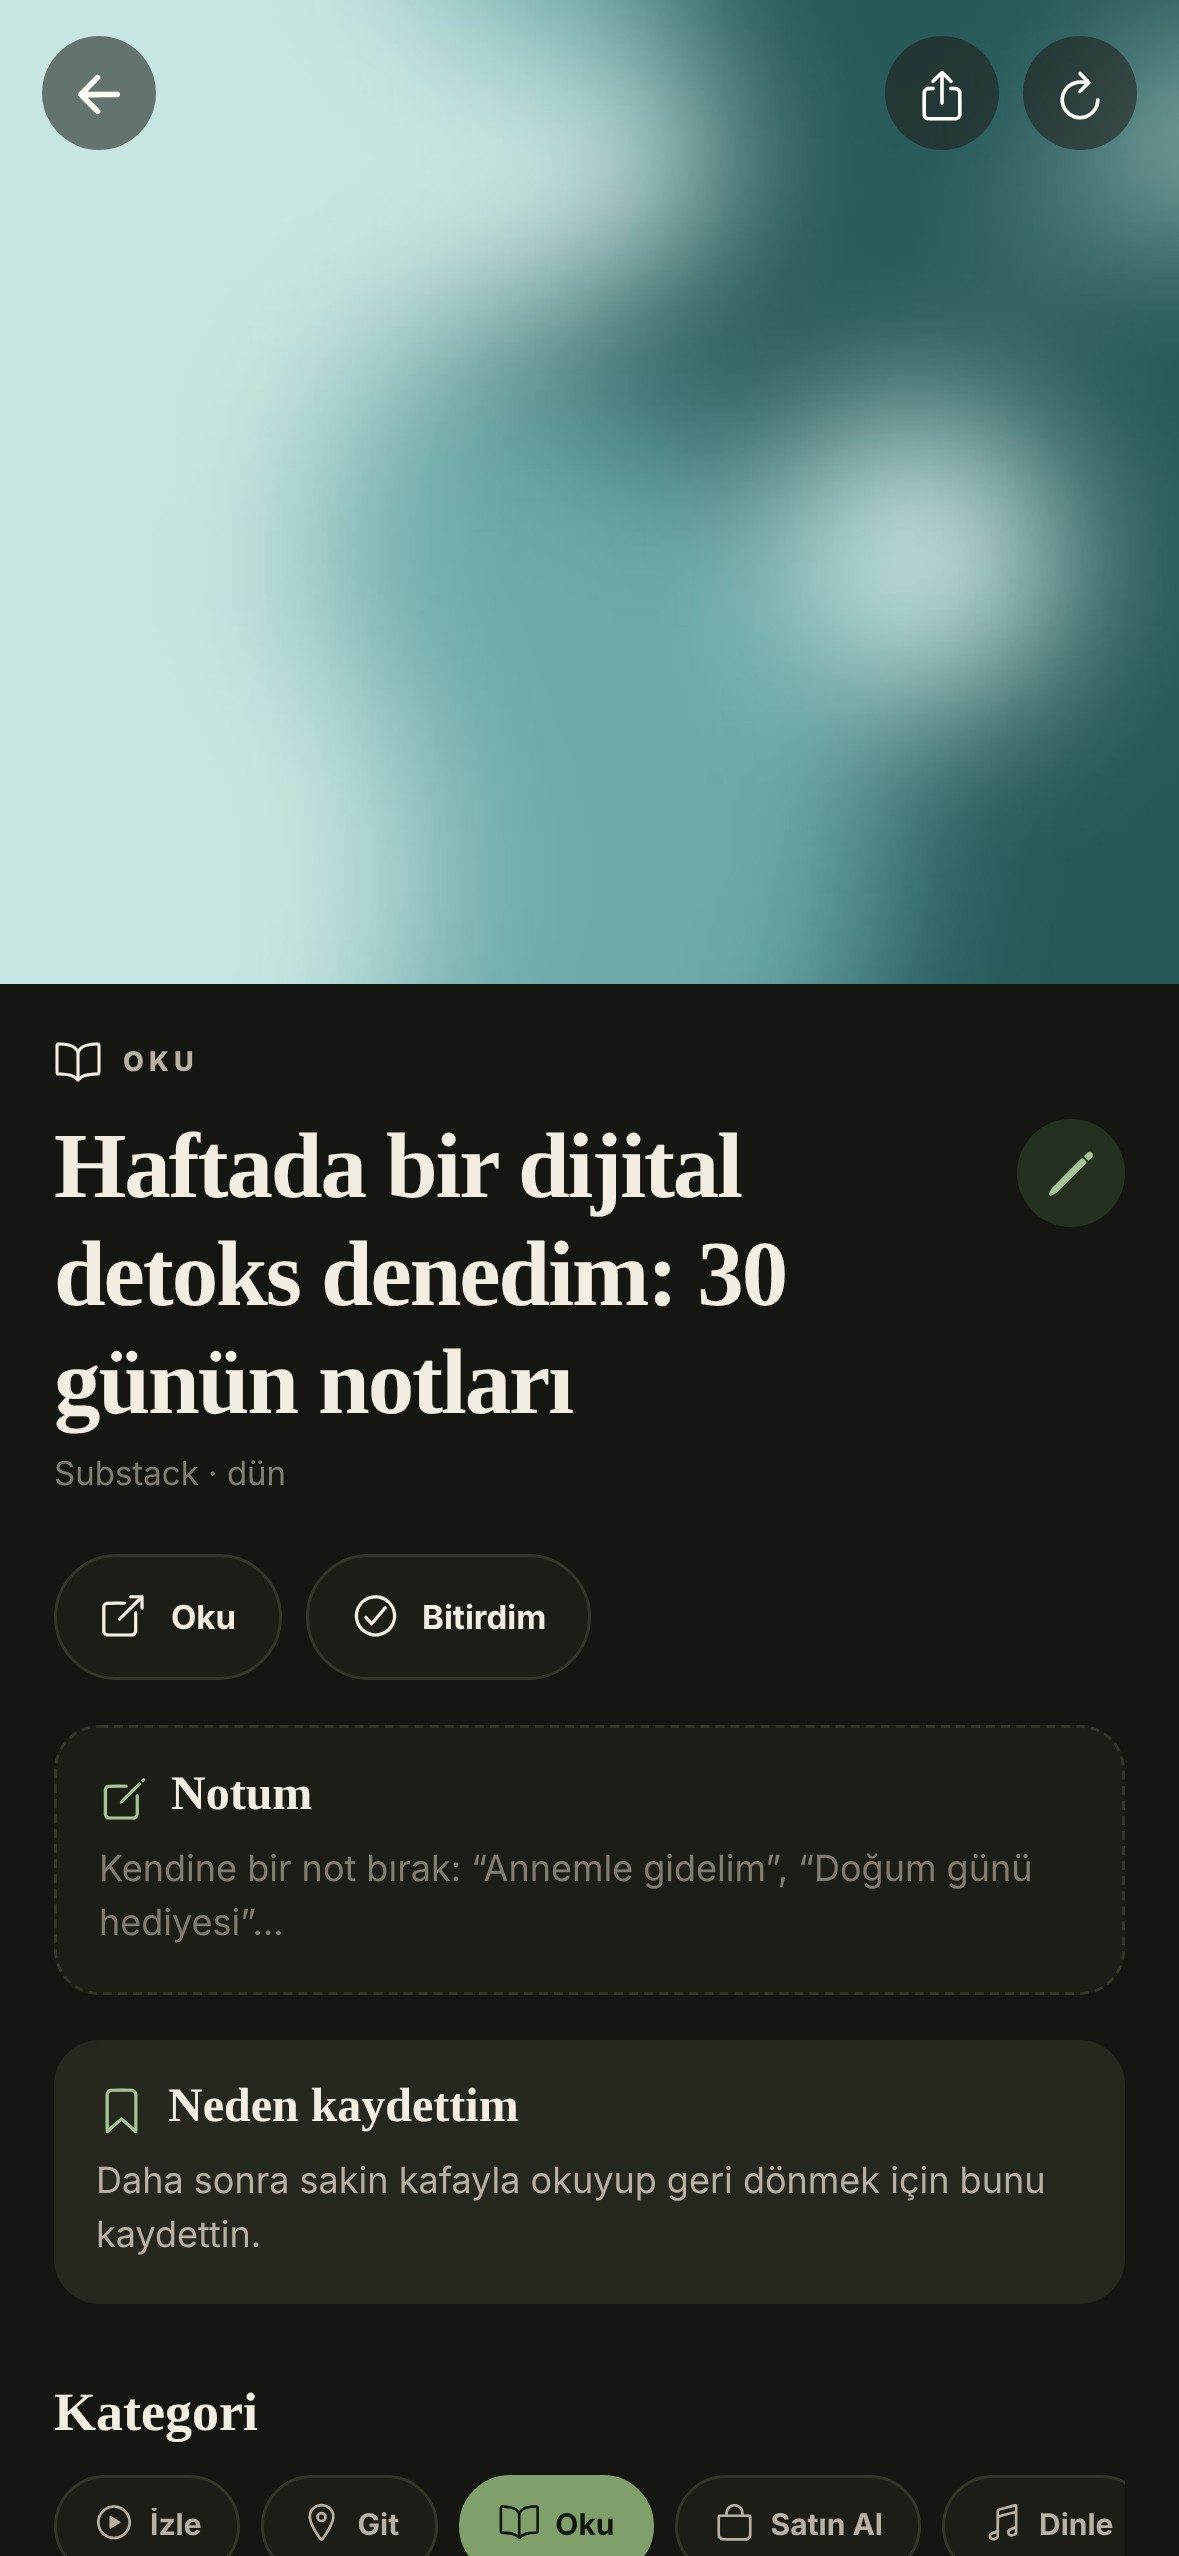 OKU
Haftada bir dijital
detoks denedim: 30
günün notları
Substack · dün
Oku
Bitirdim
Notum
Kendine bir not bırak: “Annemle gidelim”, “Doğum günü
hediyesi”…
Neden kaydettim
Daha sonra sakin kafayla okuyup geri dönmek için bunu
kaydettin.
Kategori
İzle
Git
Oku
Satın Al
Dinle